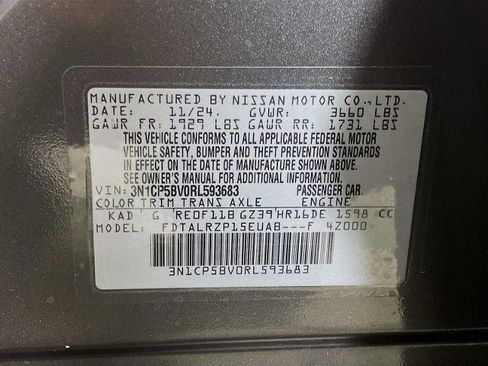 MANUFACTURED BY NISSAN MOTOR CO., LTD.
DATE: 11/24. GVWR: 3660 LBS
GAWR FR: 1929 LBS GAWR RR: 1731 LBS
THIS VEHICLE CONFORMS TO ALL APPLICABLE FEDERAL MOTOR
VEHICLE SAFETY, BUMPER AND THEFT PREVENTION STANDARDS
IN EFFECT ON THE DATE OF MANUFACTURE SHOWN ABOVE.
SEE OWNER'S MANUAL FOR ADDITIONAL INFORMATION.
VIN: 3N1CP5BV0RL593683 PASSENGER CAR.
COLOR TRIM TRANS AXLE ENGINE
KAD G RE0F11B GZ39 HR16DE 1598 CC
FDTALRZP15EUAB---F 4Z000
3N1CP5BV0RL593683